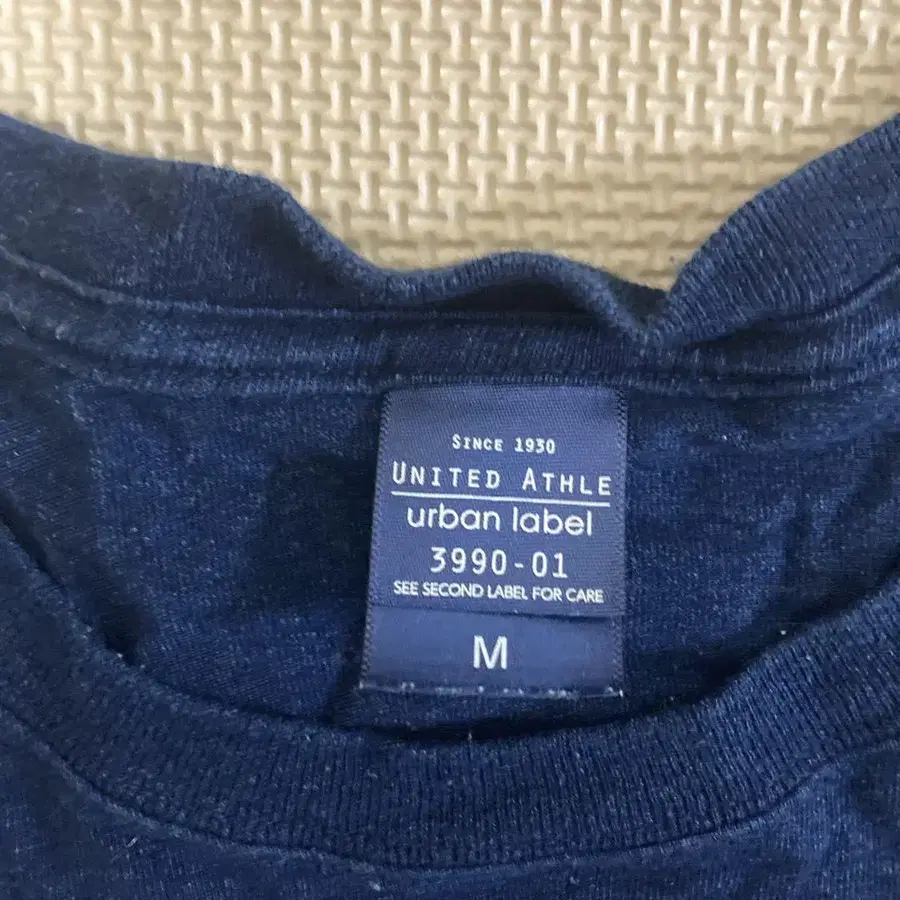 SINCE 1930
UNITED ATHLE
urban label
3990-01
SEE SECOND LABEL FOR CARE
M